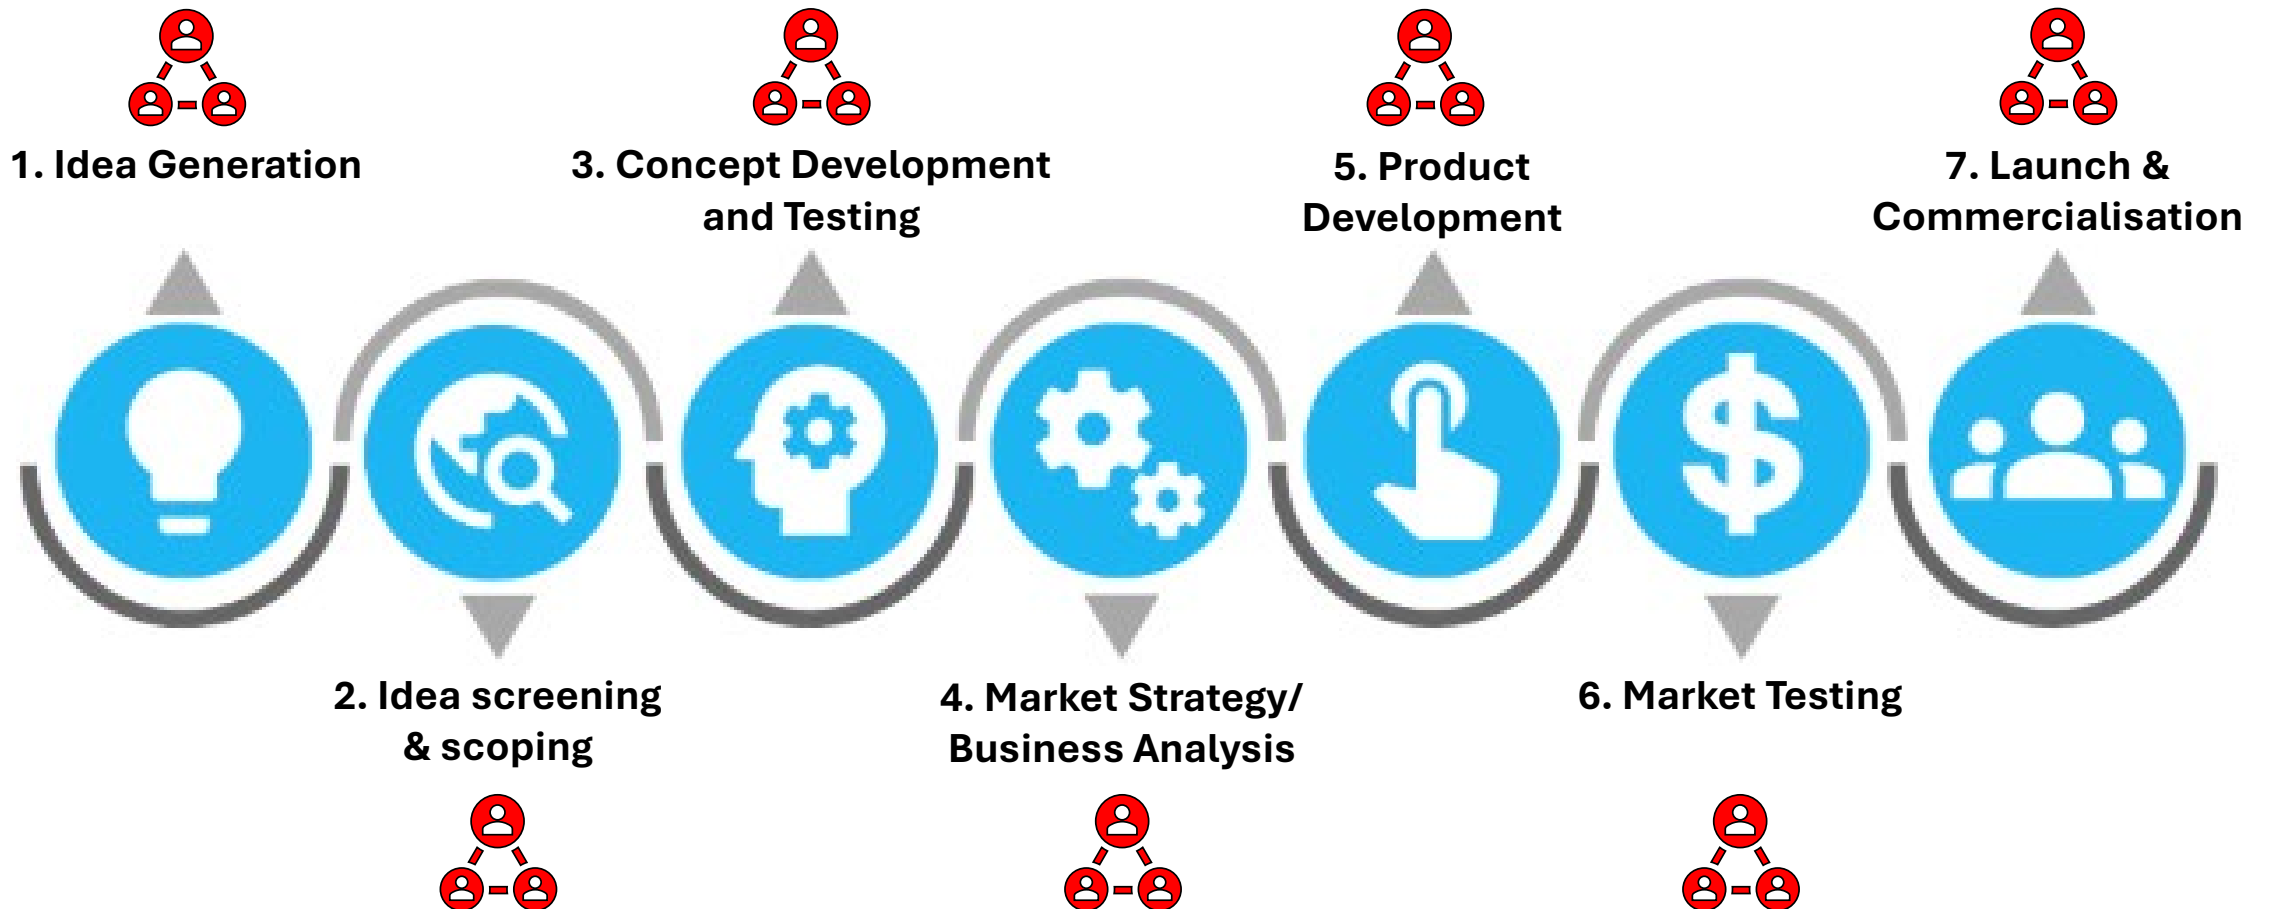 1. Idea Generation
2. Idea screening
& scoping
3. Concept Development
and Testing
4. Market Strategy/
Business Analysis
5. Product
Development
6. Market Testing
7. Launch &
Commercialisation